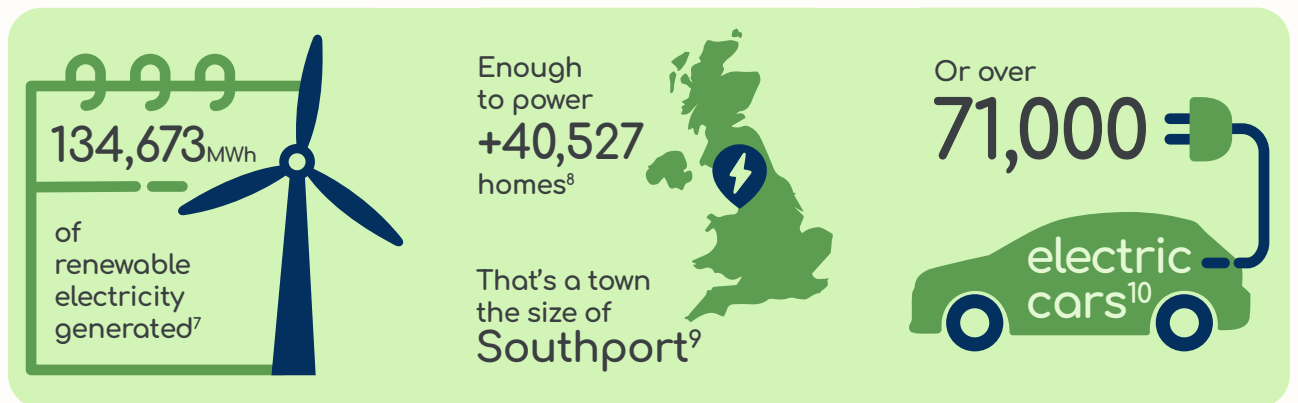 134,673MWh
of
renewable
electricity
generated⁷
Enough
to power
+40,527
homes⁸
That's a town
the size of
Southport⁹
Or over
71,000
electric
cars¹⁰